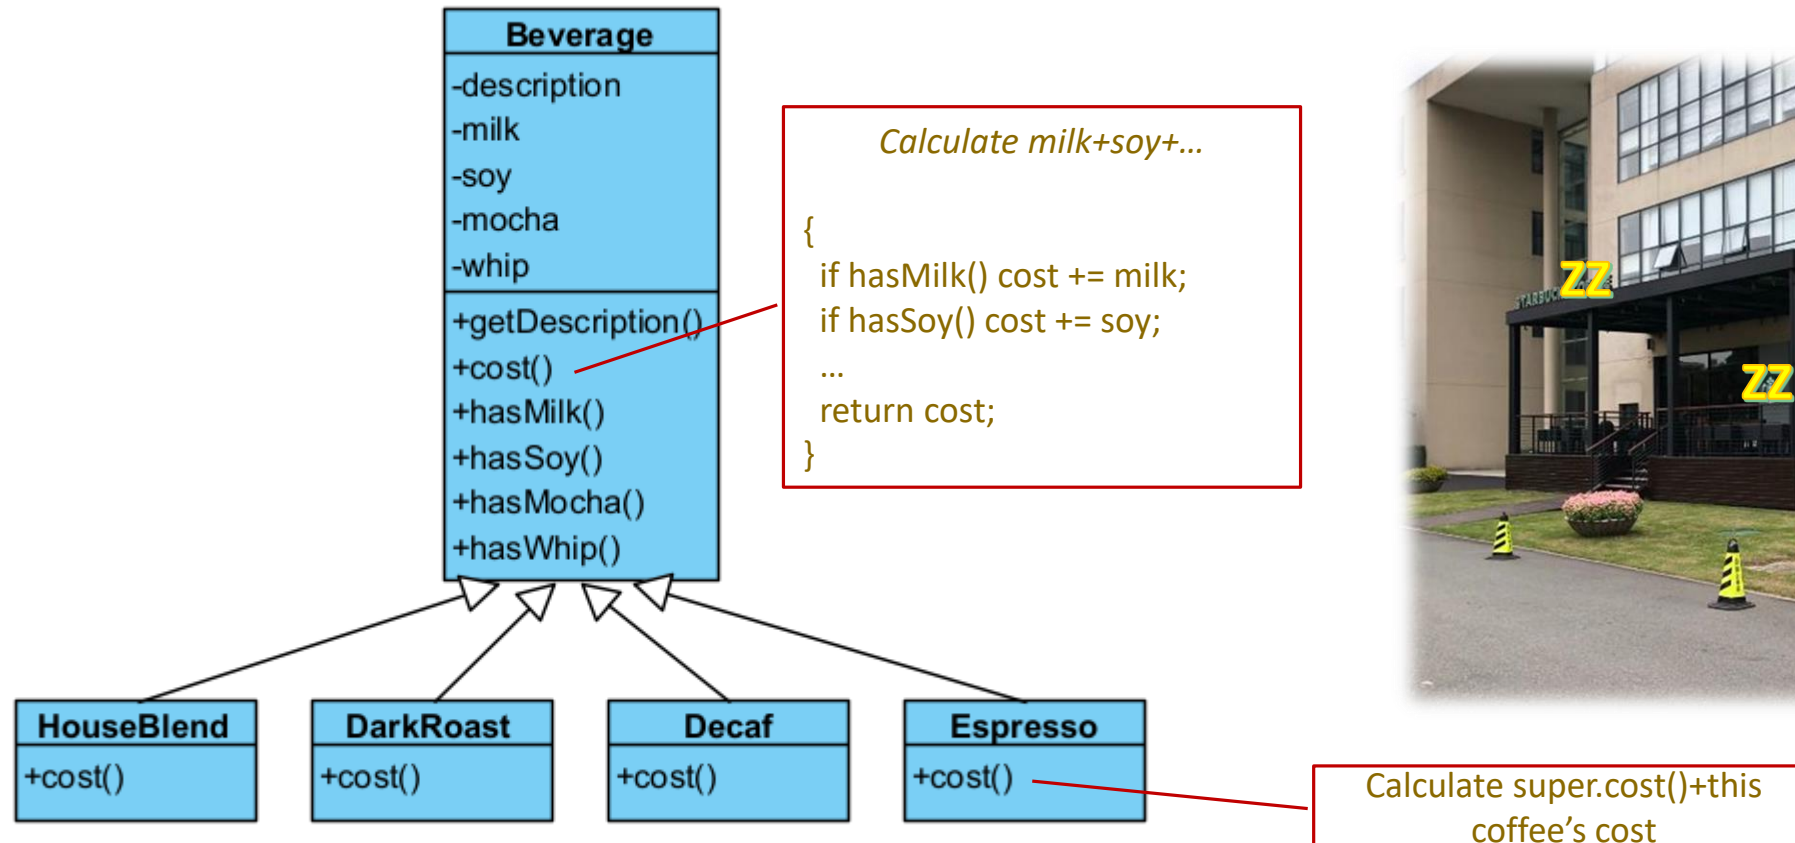 Beverage
-description
-milk
-soy
-mocha
-whip
+getDescription()
+cost()
+hasMilk()
+hasSoy()
+hasMocha()
+hasWhip()
Calculate milk+soy+...
{
if hasMilk() cost += milk;
if hasSoy() cost += soy;
...
return cost;
}
ZZ
ZZ
HouseBlend
+cost()
DarkRoast
+cost()
Decaf
+cost()
Espresso
+cost()
Calculate super.cost()+this
coffee’s cost